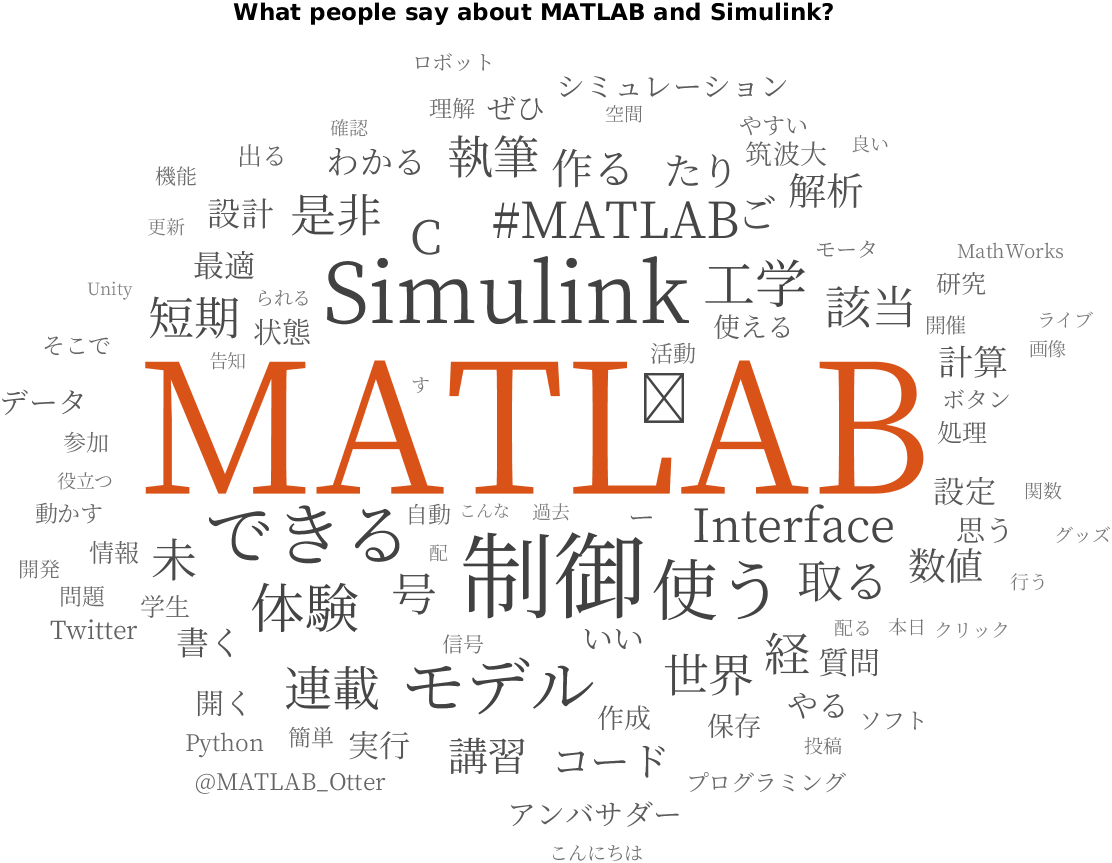 What people say about MATLAB and Simulink?
ロボット
シミュレーション
理解
ぜひ
空間
確認
やすい
出る
わかる
執筆
作る
たり
筑波大
良い
機能
解析
設計
是非
C
#MATLAB
ご
更新
最適
Simulink
工学
モータ
MathWorks
Unity
られる
短期
状態
使える
該当
研究
開催
ライブ
そこで
告知
活動
計算
画像
MATLAB
す
データ
ボタン
参加
処理
役立つ
設定
関数
動かす
できる
自動
こんな
過去
ー
Interface
思う
グッズ
情報
未
配
制御
使う
取る
数値
開発
行う
問題
学生
体験
号
Twitter
書く
信号
いい
配る
本日
クリック
世界
経
質問
連載
モデル
開く
作成
保存
やる
ソフト
Python
簡単
実行
講習
コード
投稿
@MATLAB_Otter
プログラミング
アンバサダー
こんにちは